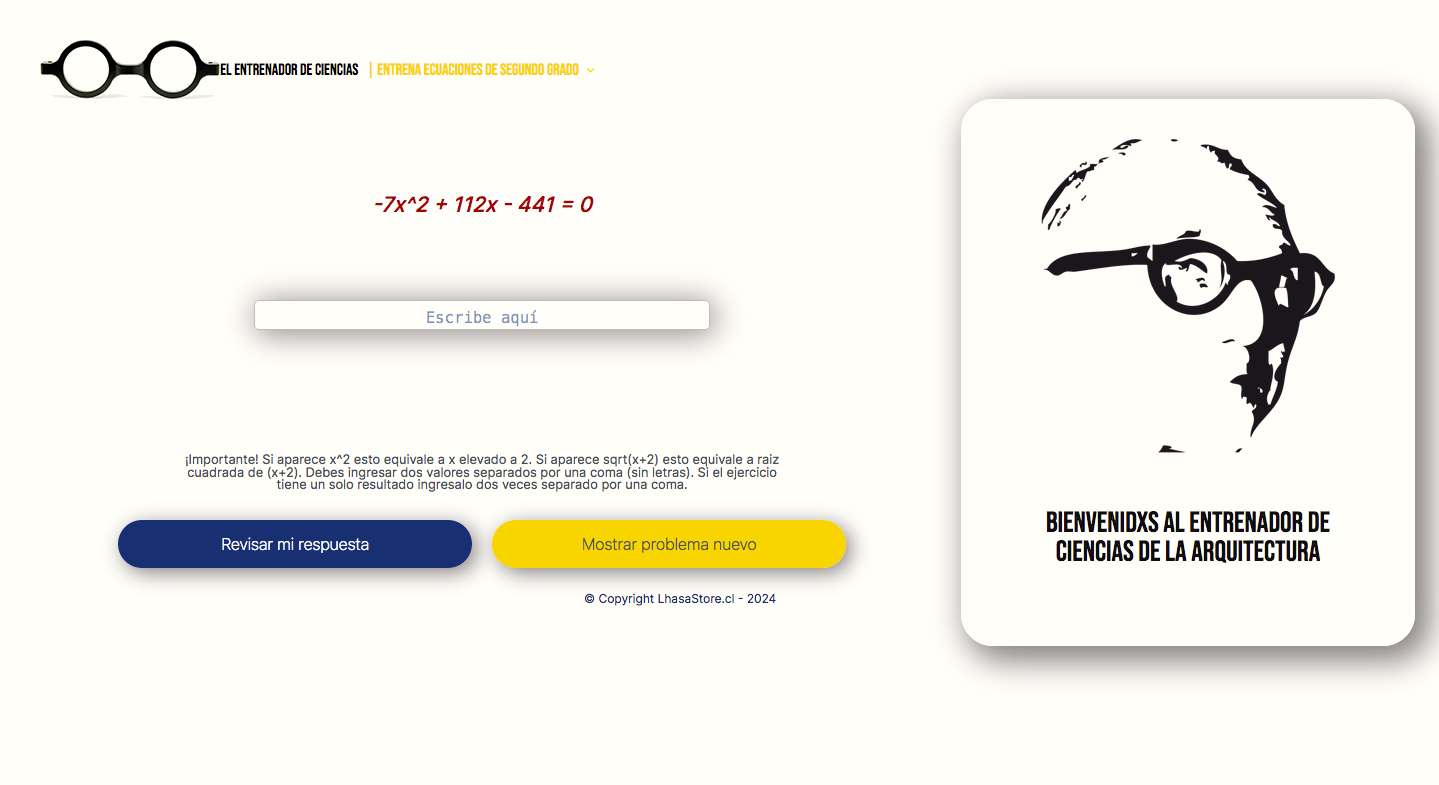 EL ENTRENADOR DE CIENCIAS | ENTRENA ECUACIONES DE SEGUNDO GRADO
-7x^2 + 112x - 441 = 0
Escribe aquí
¡Importante! Si aparece x^2 esto equivale a x elevado a 2. Si aparece sqrt(x+2) esto equivale a raiz
cuadrada de (x+2). Debes ingresar dos valores separados por una coma (sin letras). Si el ejercicio
tiene un solo resultado ingresalo dos veces separado por una coma.
Revisar mi respuesta
Mostrar problema nuevo
© Copyright LhasaStore.cl - 2024
BIENVENIDXS AL ENTRENADOR DE
CIENCIAS DE LA ARQUITECTURA